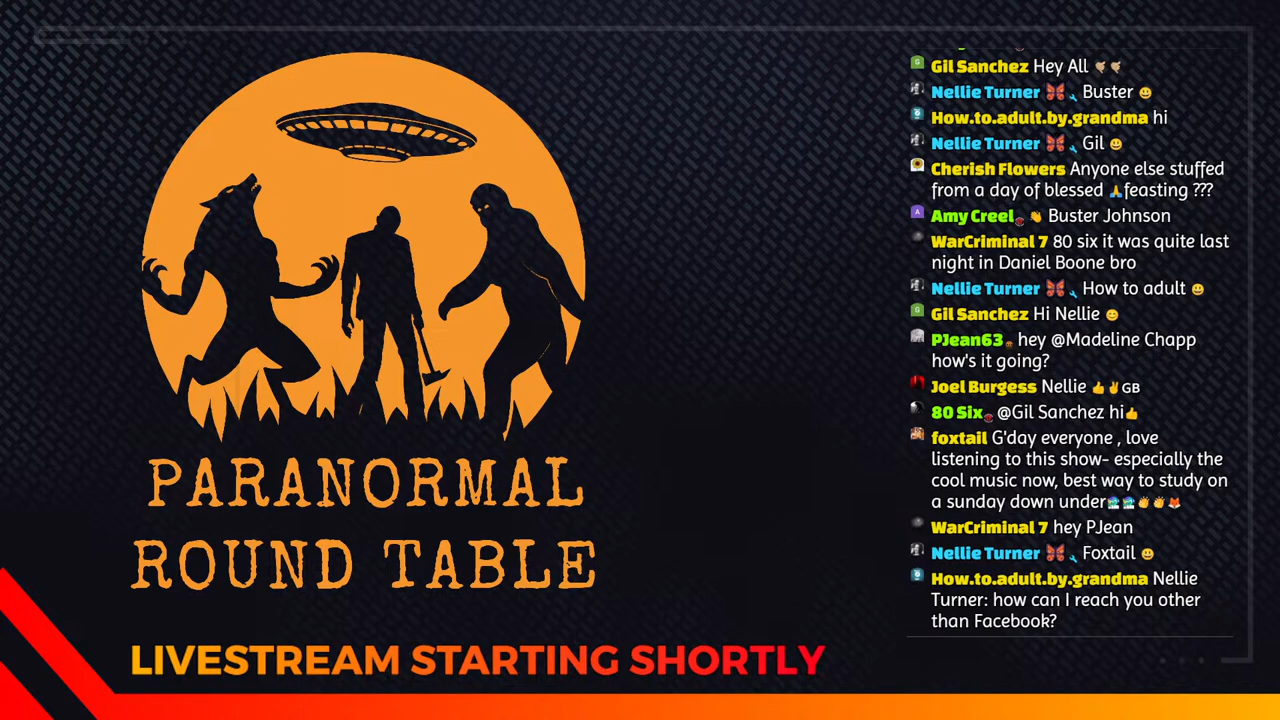 PARANORMAL
ROUND TABLE
LIVESTREAM STARTING SHORTLY
Gil Sanchez Hey All
Nellie Turner Buster
How.to.adult.by.grandma hi
Nellie Turner Gil
Cherish Flowers Anyone else stuffed
from a day of blessed feasting ???
Amy Creel Buster Johnson
WarCriminal 7 80 six it was quite last
night in Daniel Boone bro
Nellie Turner How to adult
Gil Sanchez Hi Nellie
PJean63 hey @Madeline Chapp
how's it going?
Joel Burgess Nellie GB
80 Six @Gil Sanchez hi
foxtail G'day everyone , love
listening to this show- especially the
cool music now, best way to study on
a sunday down under
WarCriminal 7 hey PJean
Nellie Turner Foxtail
How.to.adult.by.grandma Nellie
Turner: how can I reach you other
than Facebook?